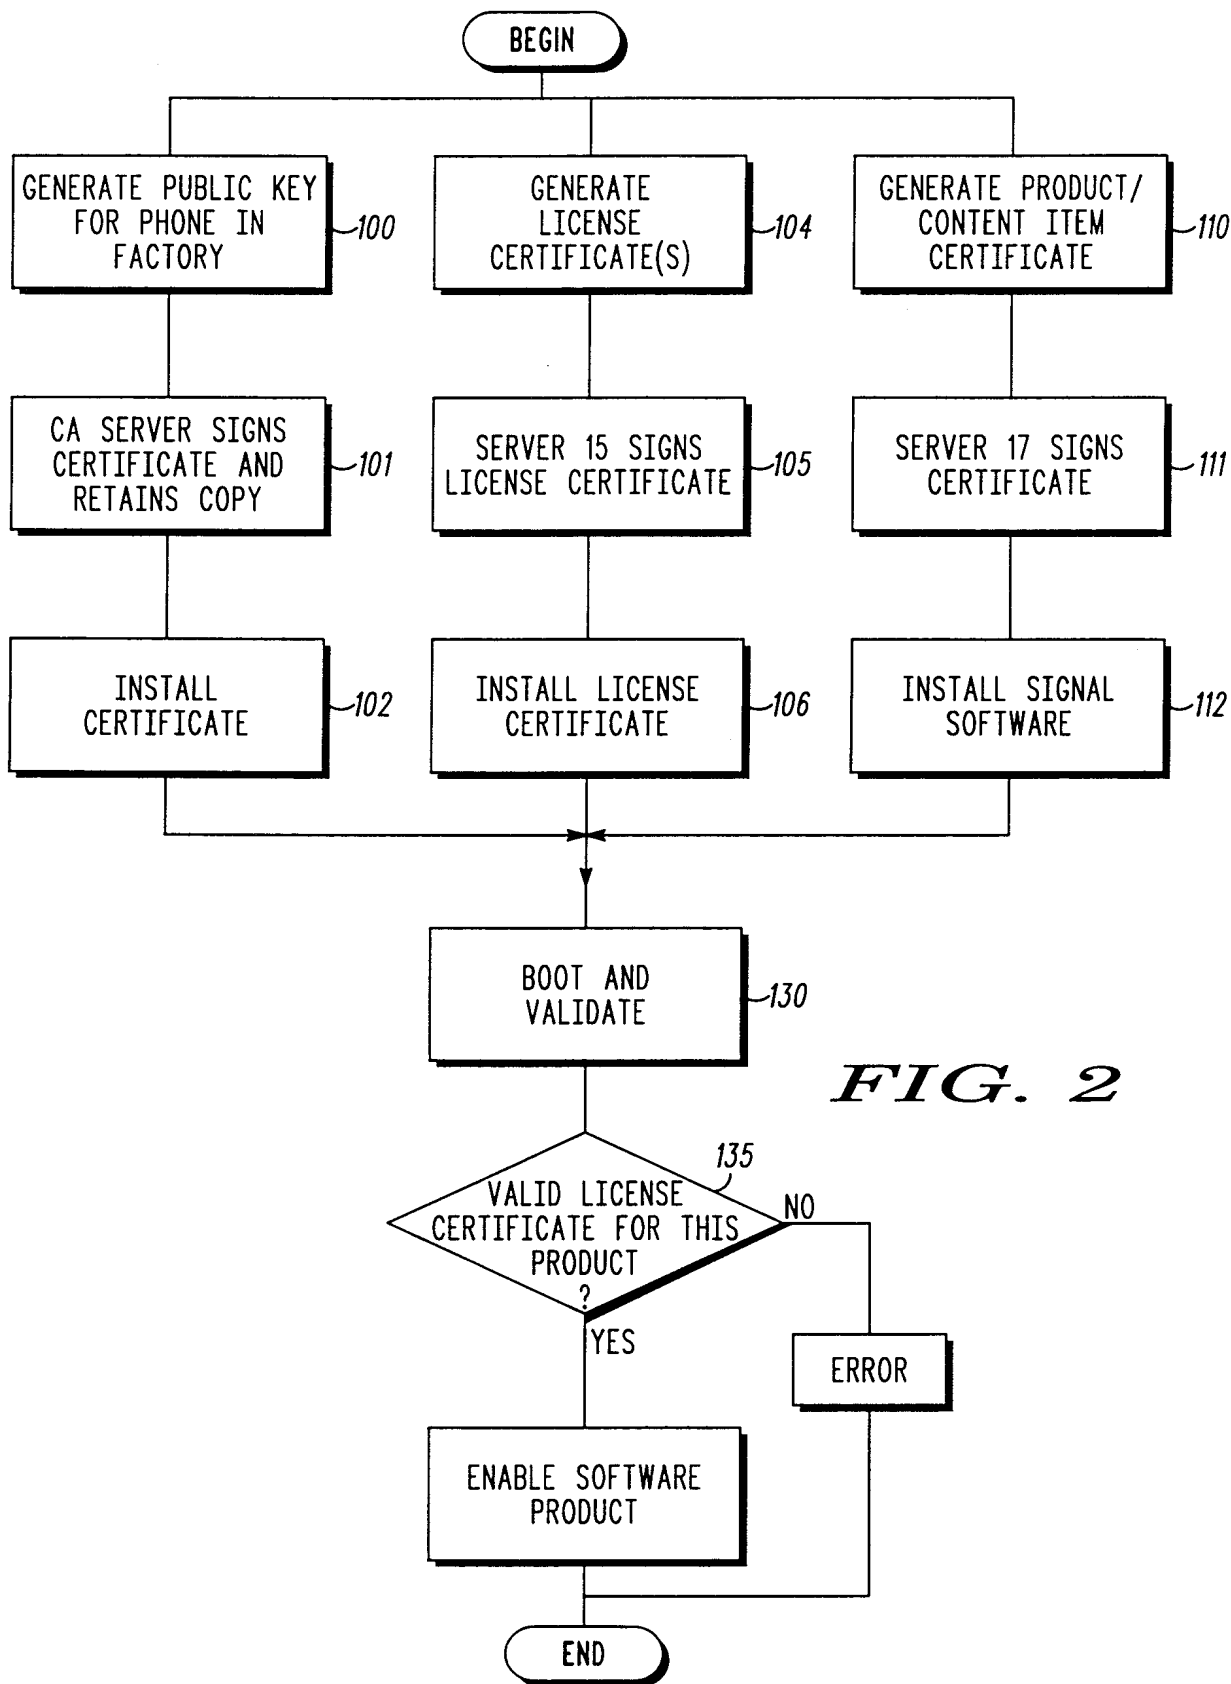 BEGIN
GENERATE PUBLIC KEY
FOR PHONE IN
FACTORY
100
GENERATE
LICENSE
CERTIFICATE(S)
104
GENERATE PRODUCT/
CONTENT ITEM
CERTIFICATE
110
CA SERVER SIGNS
CERTIFICATE AND
RETAINS COPY
101
SERVER 15 SIGNS
LICENSE CERTIFICATE
105
SERVER 17 SIGNS
CERTIFICATE
111
INSTALL
CERTIFICATE
102
INSTALL LICENSE
CERTIFICATE
106
INSTALL SIGNAL
SOFTWARE
112
BOOT AND
VALIDATE
130
FIG. 2
135
VALID LICENSE
CERTIFICATE FOR THIS
PRODUCT
?
NO
YES
ERROR
ENABLE SOFTWARE
PRODUCT
END